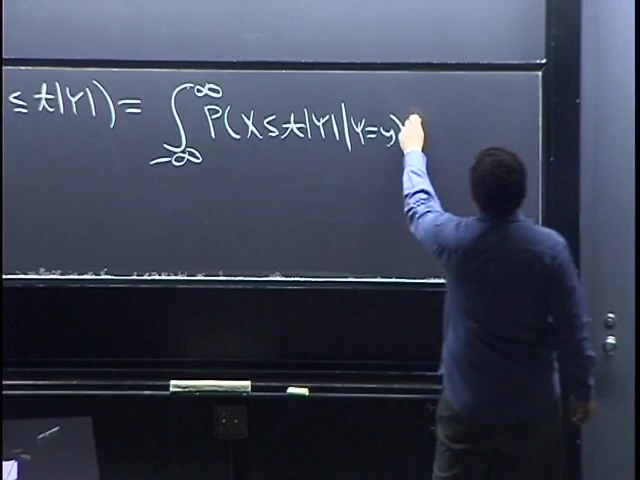 ≤ t|Y|) = ∫_{-∞}^{∞} P(X ≤ t|Y| | Y=y)